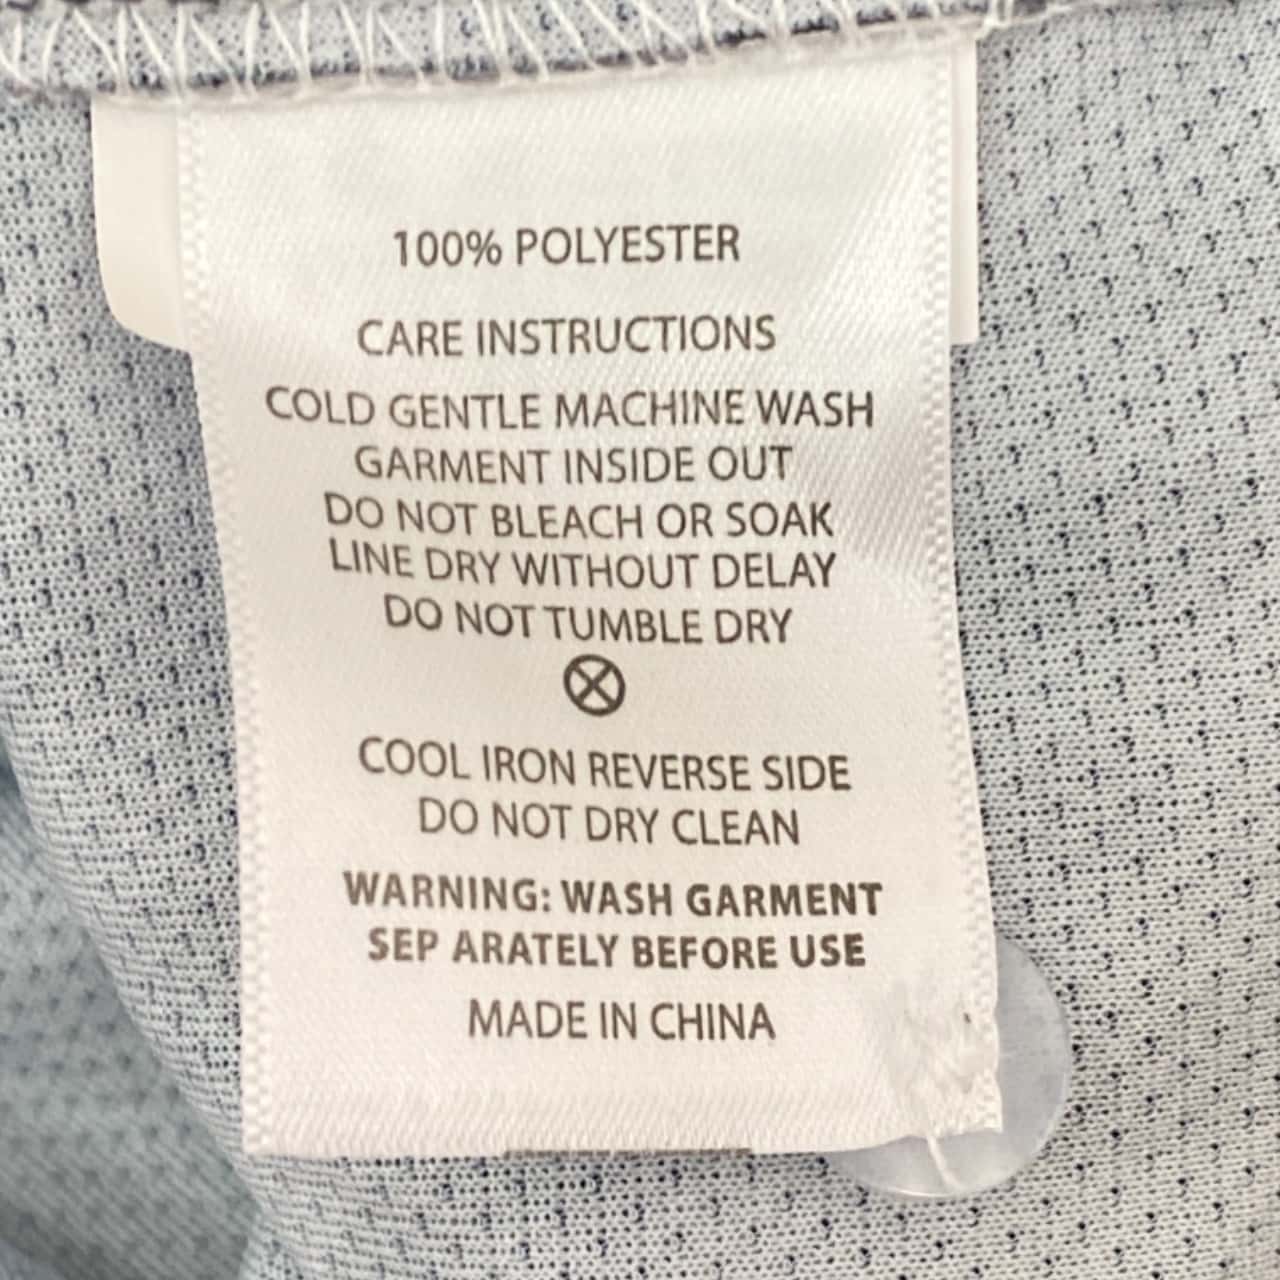 100% POLYESTER
CARE INSTRUCTIONS
COLD GENTLE MACHINE WASH
GARMENT INSIDE OUT
DO NOT BLEACH OR SOAK
LINE DRY WITHOUT DELAY
DO NOT TUMBLE DRY
COOL IRON REVERSE SIDE
DO NOT DRY CLEAN
WARNING: WASH GARMENT
SEP ARATELY BEFORE USE
MADE IN CHINA